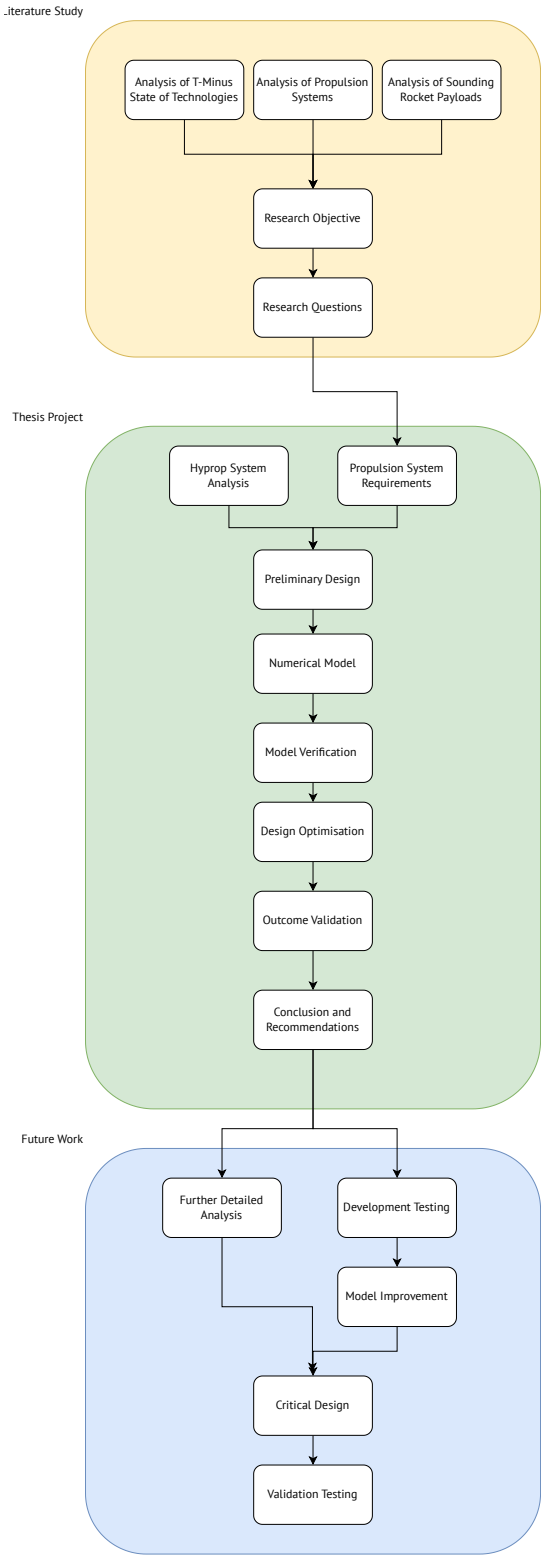 Literature Study
Analysis of T-Minus
State of Technologies
Analysis of Propulsion
Systems
Analysis of Sounding
Rocket Payloads
Research Objective
Research Questions
Thesis Project
Hyprop System
Analysis
Propulsion System
Requirements
Preliminary Design
Numerical Model
Model Verification
Design Optimisation
Outcome Validation
Conclusion and
Recommendations
Future Work
Further Detailed
Analysis
Development Testing
Model Improvement
Critical Design
Validation Testing